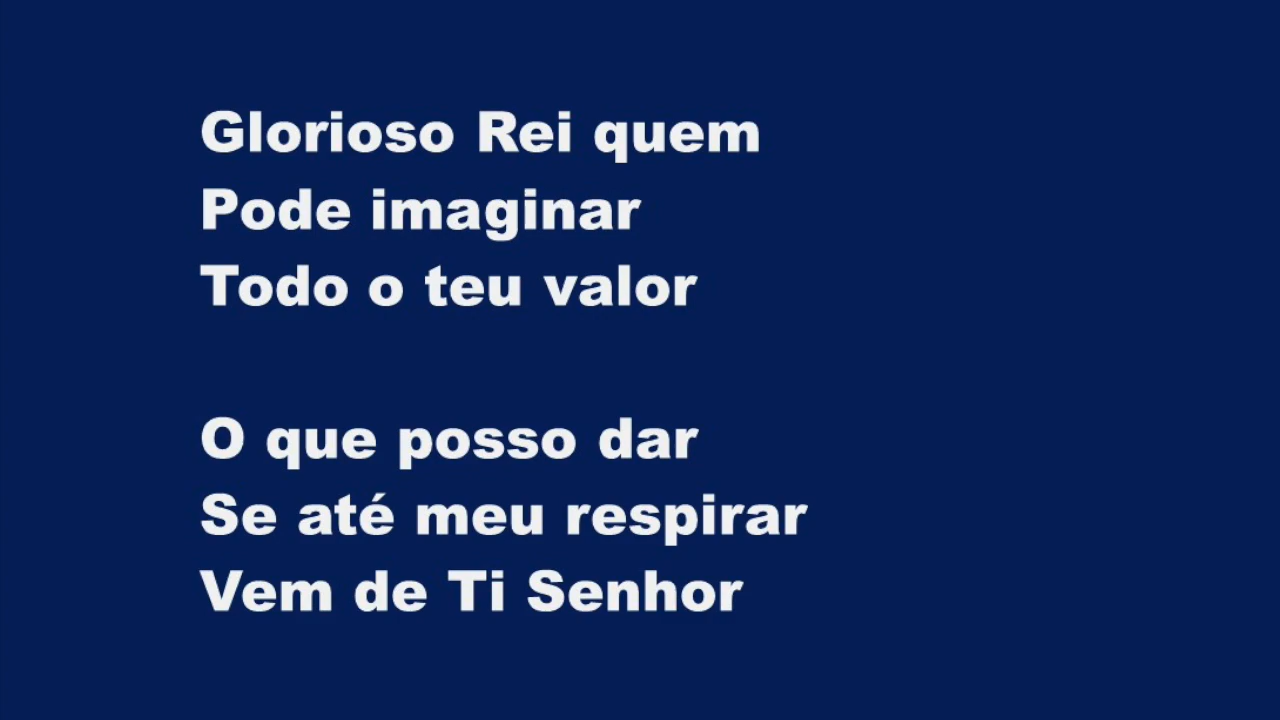 Glorioso Rei quem
Pode imaginar
Todo o teu valor
O que posso dar
Se até meu respirar
Vem de Ti Senhor